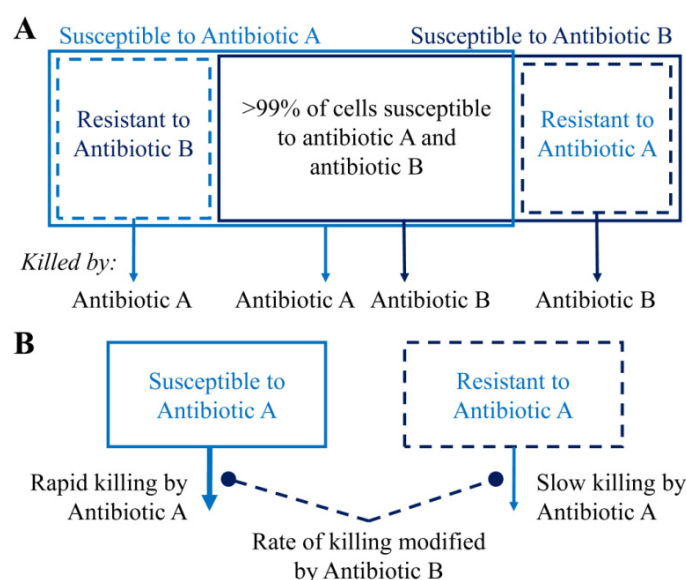 A
Susceptible to Antibiotic A
Susceptible to Antibiotic B
Resistant to
Antibiotic B
>99% of cells susceptible
to antibiotic A and
antibiotic B
Resistant to
Antibiotic A
Killed by:
Antibiotic A
Antibiotic A
Antibiotic B
Antibiotic B
B
Susceptible to
Antibiotic A
Resistant to
Antibiotic A
Rapid killing by
Antibiotic A
Slow killing by
Antibiotic A
Rate of killing modified
by Antibiotic B